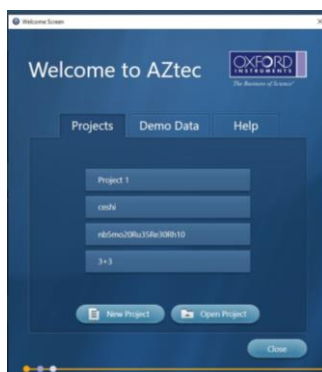 Welcome Screen
Welcome to AZtec
OXFORD
INSTRUMENTS
The Business of Science®
Projects
Demo Data
Help
Project 1
ceshi
nb5mo20Ru35Re30Rh10
3+3
New Project
Open Project
Close